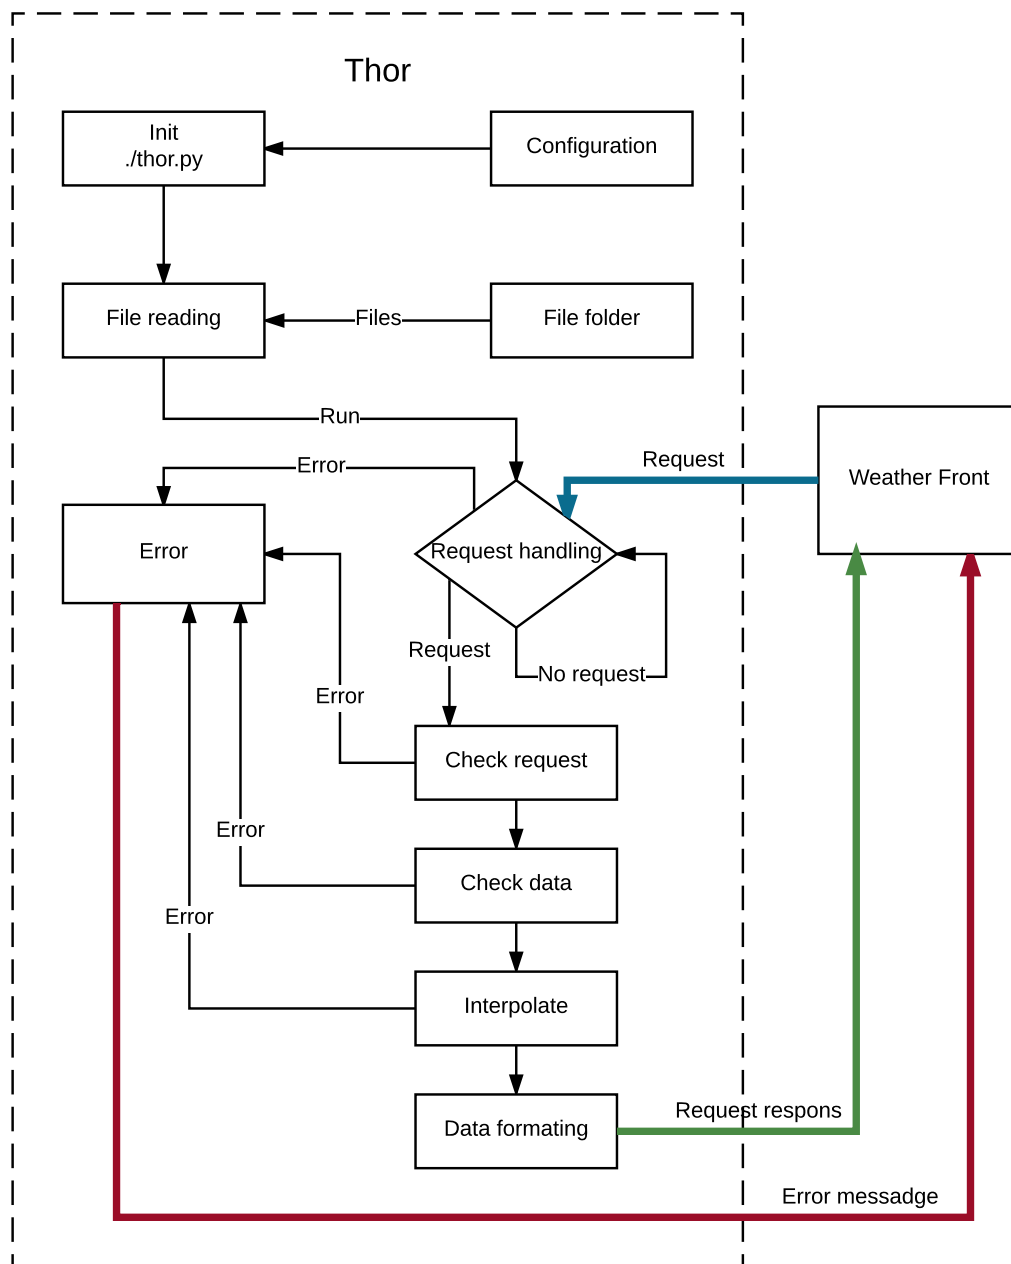 Thor
Init
./thor.py
Configuration
File reading
Files
File folder
Run
Error
Request
Weather Front
Error
Request handling
Request
No request
Error
Check request
Error
Check data
Error
Interpolate
Request respons
Data formating
Error messadge